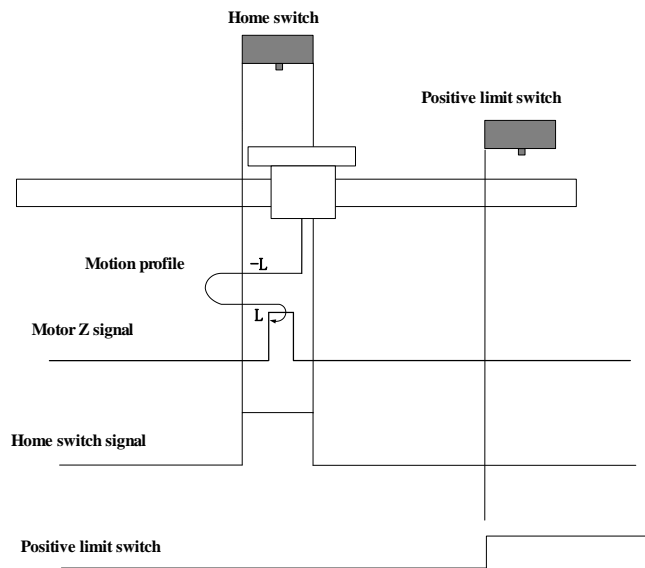 Home switch
Positive limit switch
Motion profile
-L
L
Motor Z signal
Home switch signal
Positive limit switch